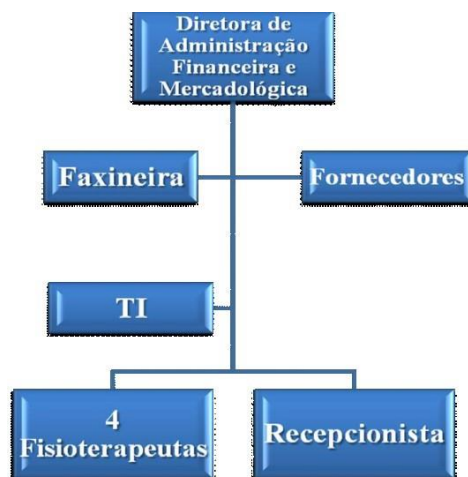 Diretora de
Administração
Financeira e
Mercadológica
Faxineira
Fornecedores
TI
4
Fisioterapeutas
Recepcionista